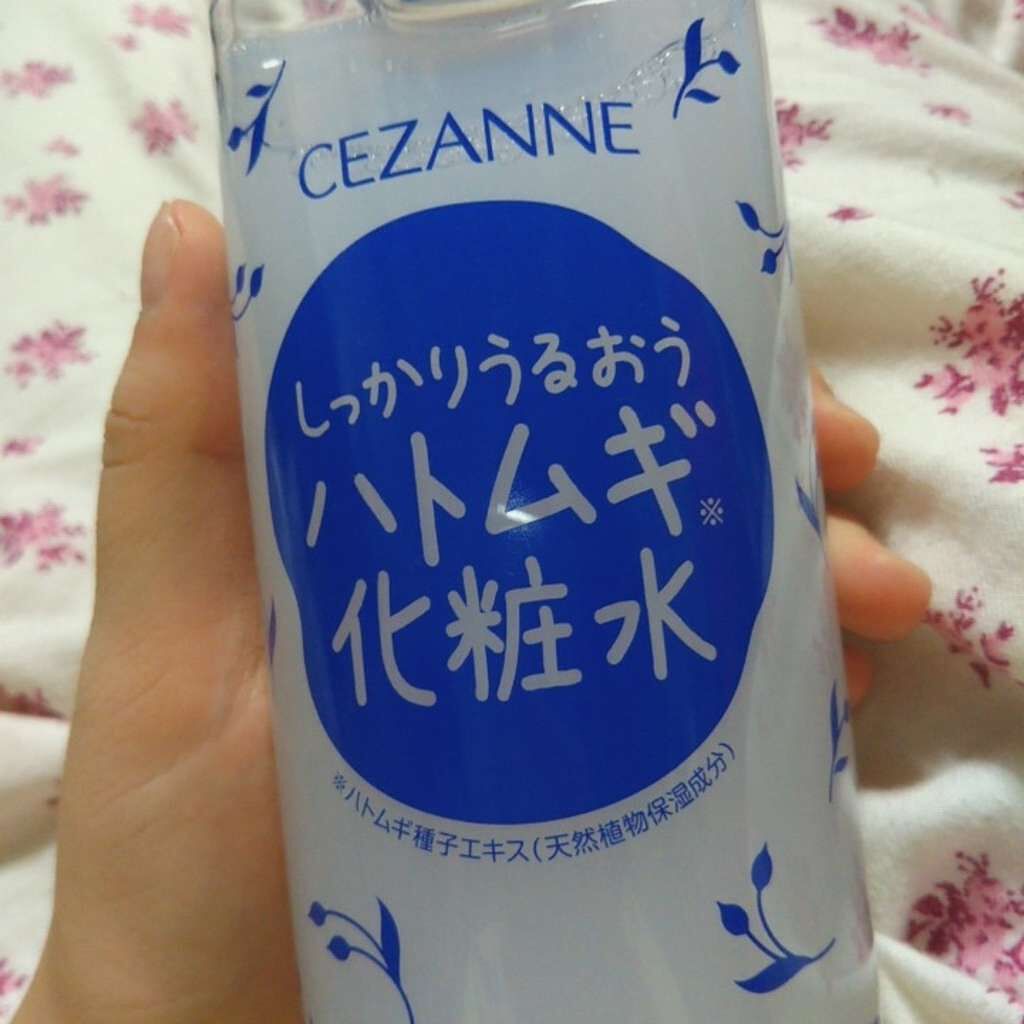 CEZANNE
しっかりうるおう
ハトムギ※
化粧水
※ハトムギ種子エキス(天然植物保湿成分)